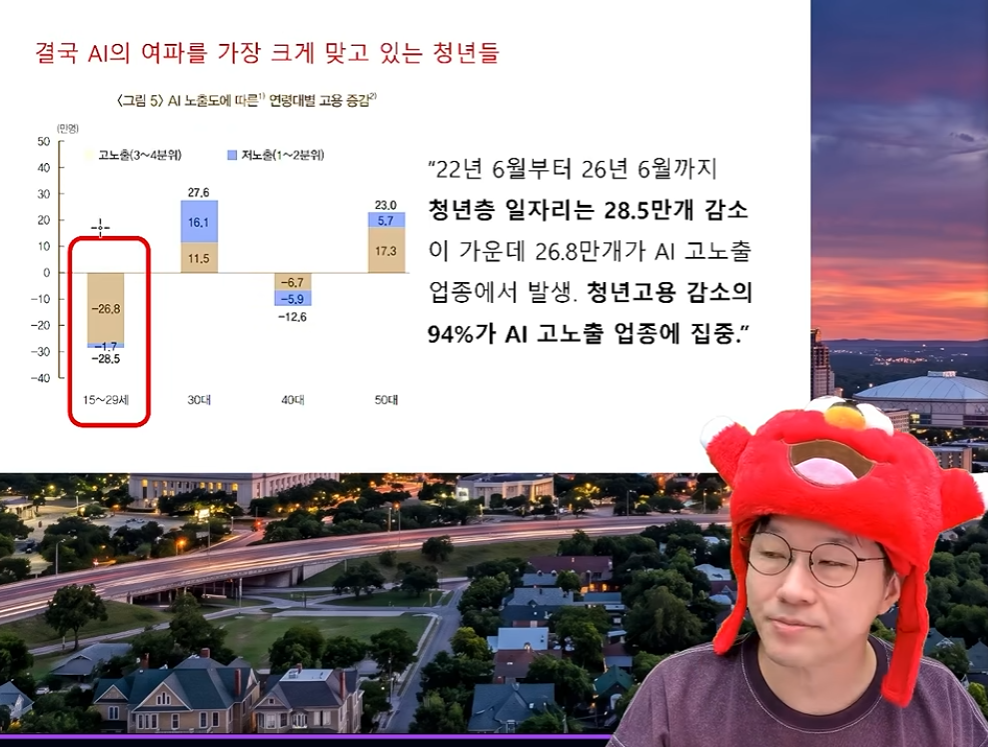 결국 AI의 여파를 가장 크게 맞고 있는 청년들
〈그림 5〉 AI 노출도에 따른1) 연령대별 고용 증감2)
(만명)
고노출(3~4분위) 저노출(1~2분위)
50
40
30
20
10
0
-10
-20
-30
-40
-26.8
-1.7
-28.5
27.6
16.1
11.5
-6.7
-5.9
-12.6
23.0
5.7
17.3
15~29세 30대 40대 50대
"22년 6월부터 26년 6월까지
청년층 일자리는 28.5만개 감소
이 가운데 26.8만개가 AI 고노출
업종에서 발생. 청년고용 감소의
94%가 AI 고노출 업종에 집중."